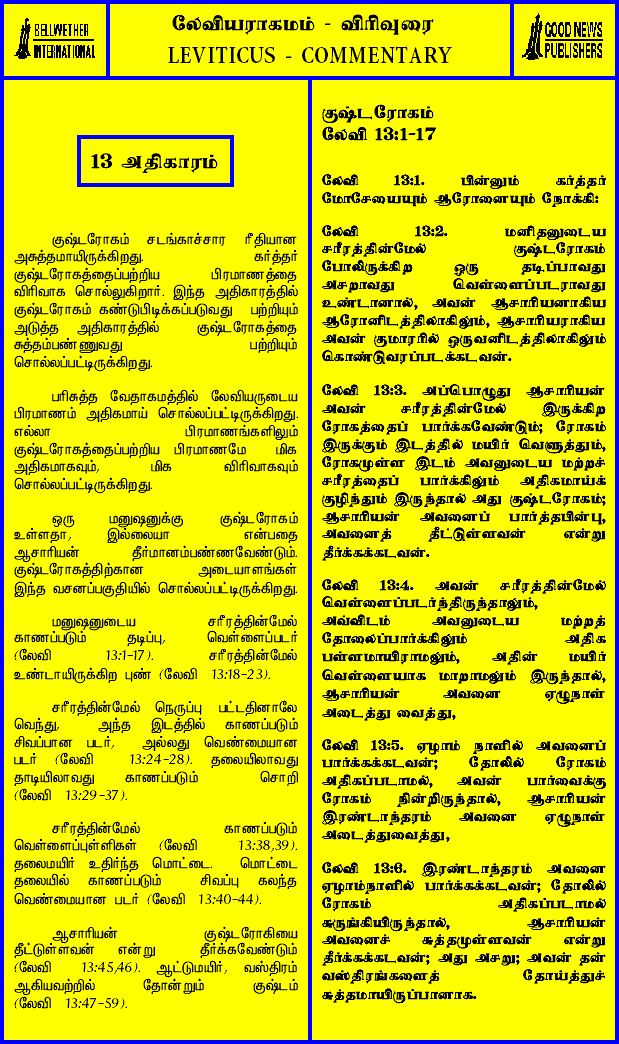 BELLWETHER
INTERNATIONAL
லேவியராகமம் - விரிவுரை
LEVITICUS - COMMENTARY
GOOD NEWS
PUBLISHERS
13 அதிகாரம்
குஷ்டரோகம் சடங்காச்சார ரீதியான
அசுத்தமாயிருக்கிறது. கர்த்தர்
குஷ்டரோகத்தைப்பற்றிய பிரமாணத்தை
விரிவாக சொல்லுகிறார். இந்த அதிகாரத்தில்
குஷ்டரோகம் கண்டுபிடிக்கப்படுவது பற்றியும்
அடுத்த அதிகாரத்தில் குஷ்டரோகத்தை
சுத்தம்பண்ணுவது பற்றியும்
சொல்லப்பட்டிருக்கிறது.
பரிசுத்த வேதாகமத்தில் லேவியருடைய
பிரமாணம் அதிகமாய் சொல்லப்பட்டிருக்கிறது.
எல்லா பிரமாணங்களிலும்
குஷ்டரோகத்தைப்பற்றிய பிரமாணமே மிக
அதிகமாகவும், மிக விரிவாகவும்
சொல்லப்பட்டிருக்கிறது.
ஒரு மனுஷனுக்கு குஷ்டரோகம்
உள்ளதா, இல்லையா என்பதை
ஆசாரியன் தீர்மானம்பண்ணவேண்டும்.
குஷ்டரோகத்திற்கான அடையாளங்கள்
இந்த வசனப்பகுதியில் சொல்லப்பட்டிருக்கிறது.
மனுஷனுடைய சரீரத்தின்மேல்
காணப்படும் தடிப்பு, வெள்ளைப்படர்
(லேவி 13:1-17). சரீரத்தின்மேல்
உண்டாயிருக்கிற புண் (லேவி 13:18-23).
சரீரத்தின்மேல் நெருப்பு பட்டதினாலே
வெந்து, அந்த இடத்தில் காணப்படும்
சிவப்பான படர், அல்லது வெண்மையான
படர் (லேவி 13:24-28). தலையிலாவது
தாடியிலாவது காணப்படும் சொறி
(லேவி 13:29-37).
சரீரத்தின்மேல் காணப்படும்
வெள்ளைப்புள்ளிகள் (லேவி 13:38,39).
தலைமயிர் உதிர்ந்த மொட்டை. மொட்டை
தலையில் காணப்படும் சிவப்பு கலந்த
வெண்மையான படர் (லேவி 13:40-44).
ஆசாரியன் குஷ்டரோகியை
தீட்டுள்ளவன் என்று தீர்க்கவேண்டும்
(லேவி 13:45,46). ஆட்டுமயிர், வஸ்திரம்
ஆகியவற்றில் தோன்றும் குஷ்டம்
(லேவி 13:47-59).
குஷ்டரோகம்
லேவி 13:1-17
லேவி 13:1. பின்னும் கர்த்தர்
மோசேயையும் ஆரோனையும் நோக்கி:
லேவி 13:2. மனிதனுடைய
சரீரத்தின்மேல் குஷ்டரோகம்
போலிருக்கிற ஒரு தடிப்பாவது
அசறாவது வெள்ளைப்படராவது
உண்டானால், அவன் ஆசாரியனாகிய
ஆரோனிடத்திலாகிலும், ஆசாரியராகிய
அவன் குமாரரில் ஒருவனிடத்திலாகிலும்
கொண்டுவரப்படக்கடவன்.
லேவி 13:3. அப்பொழுது ஆசாரியன்
அவன் சரீரத்தின்மேல் இருக்கிற
ரோகத்தைப் பார்க்கவேண்டும்; ரோகம்
இருக்கும் இடத்தில் மயிர் வெளுத்தும்,
ரோகமுள்ள இடம் அவனுடைய மற்றச்
சரீரத்தைப் பார்க்கிலும் அதிகமாய்க்
குழிந்தும் இருந்தால் அது குஷ்டரோகம்;
ஆசாரியன் அவனைப் பார்த்தபின்பு,
அவனைத் தீட்டுள்ளவன் என்று
தீர்க்கக்கடவன்.
லேவி 13:4. அவன் சரீரத்தின்மேல்
வெள்ளைப்படர்ந்திருந்தாலும்,
அவ்விடம் அவனுடைய மற்றத்
தோலைப்பார்க்கிலும் அதிக
பள்ளமாயிராமலும், அதின் மயிர்
வெள்ளையாக மாறாமலும் இருந்தால்,
ஆசாரியன் அவனை ஏழுநாள்
அடைத்து வைத்து,
லேவி 13:5. ஏழாம் நாளில் அவனைப்
பார்க்கக்கடவன்; தோலில் ரோகம்
அதிகப்படாமல், அவன் பார்வைக்கு
ரோகம் நின்றிருந்தால், ஆசாரியன்
இரண்டாந்தரம் அவனை ஏழுநாள்
அடைத்துவைத்து,
லேவி 13:6. இரண்டாந்தரம் அவனை
ஏழாம்நாளில் பார்க்கக்கடவன்; தோலில்
ரோகம் அதிகப்படாமல்
சுருங்கியிருந்தால், ஆசாரியன்
அவனைச் சுத்தமுள்ளவன் என்று
தீர்க்கக்கடவன்; அது அசறு; அவன் தன்
வஸ்திரங்களைத் தோய்த்துச்
சுத்தமாயிருப்பானாக.